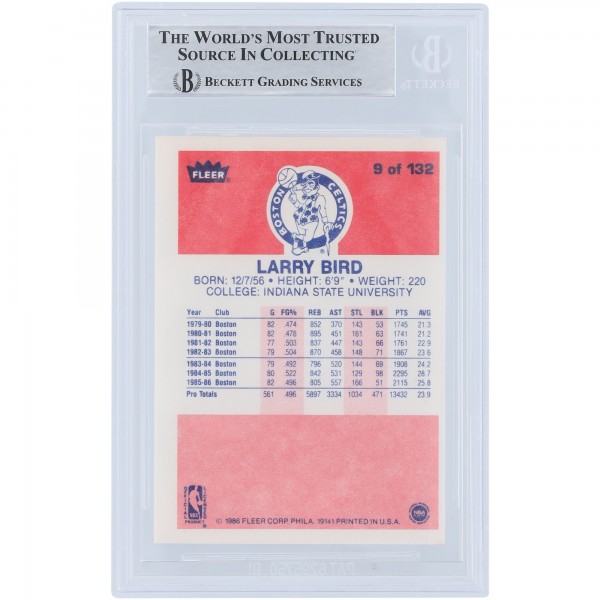 THE WORLD'S MOST TRUSTED
SOURCE IN COLLECTING
B BECKETT GRADING SERVICES
B
BECKETT
FLEER
9 of 132
BOSTON CELTICS
LARRY BIRD
BORN: 12/7/56 • HEIGHT: 6'9" • WEIGHT: 220
COLLEGE: INDIANA STATE UNIVERSITY
Year Club G FG% REB AST STL BLK PTS AVG
1979-80 Boston 82 .474 852 370 143 53 1745 21.3
1980-81 Boston 82 .478 895 451 161 63 1741 21.2
1981-82 Boston 77 .503 837 447 143 66 1761 22.9
1982-83 Boston 79 .504 870 458 148 71 1867 23.6
1983-84 Boston 79 .492 796 520 144 69 1908 24.2
1984-85 Boston 80 .522 842 531 129 98 2295 28.7
1985-86 Boston 82 .496 805 557 166 51 2115 25.8
Pro Totals 561 .496 5897 3334 1034 471 13432 23.9
OFFICIAL LICENSED
NBA
PRODUCT
NBA
© 1986 FLEER CORP. PHILA. 19141 PRINTED IN U.S.A.